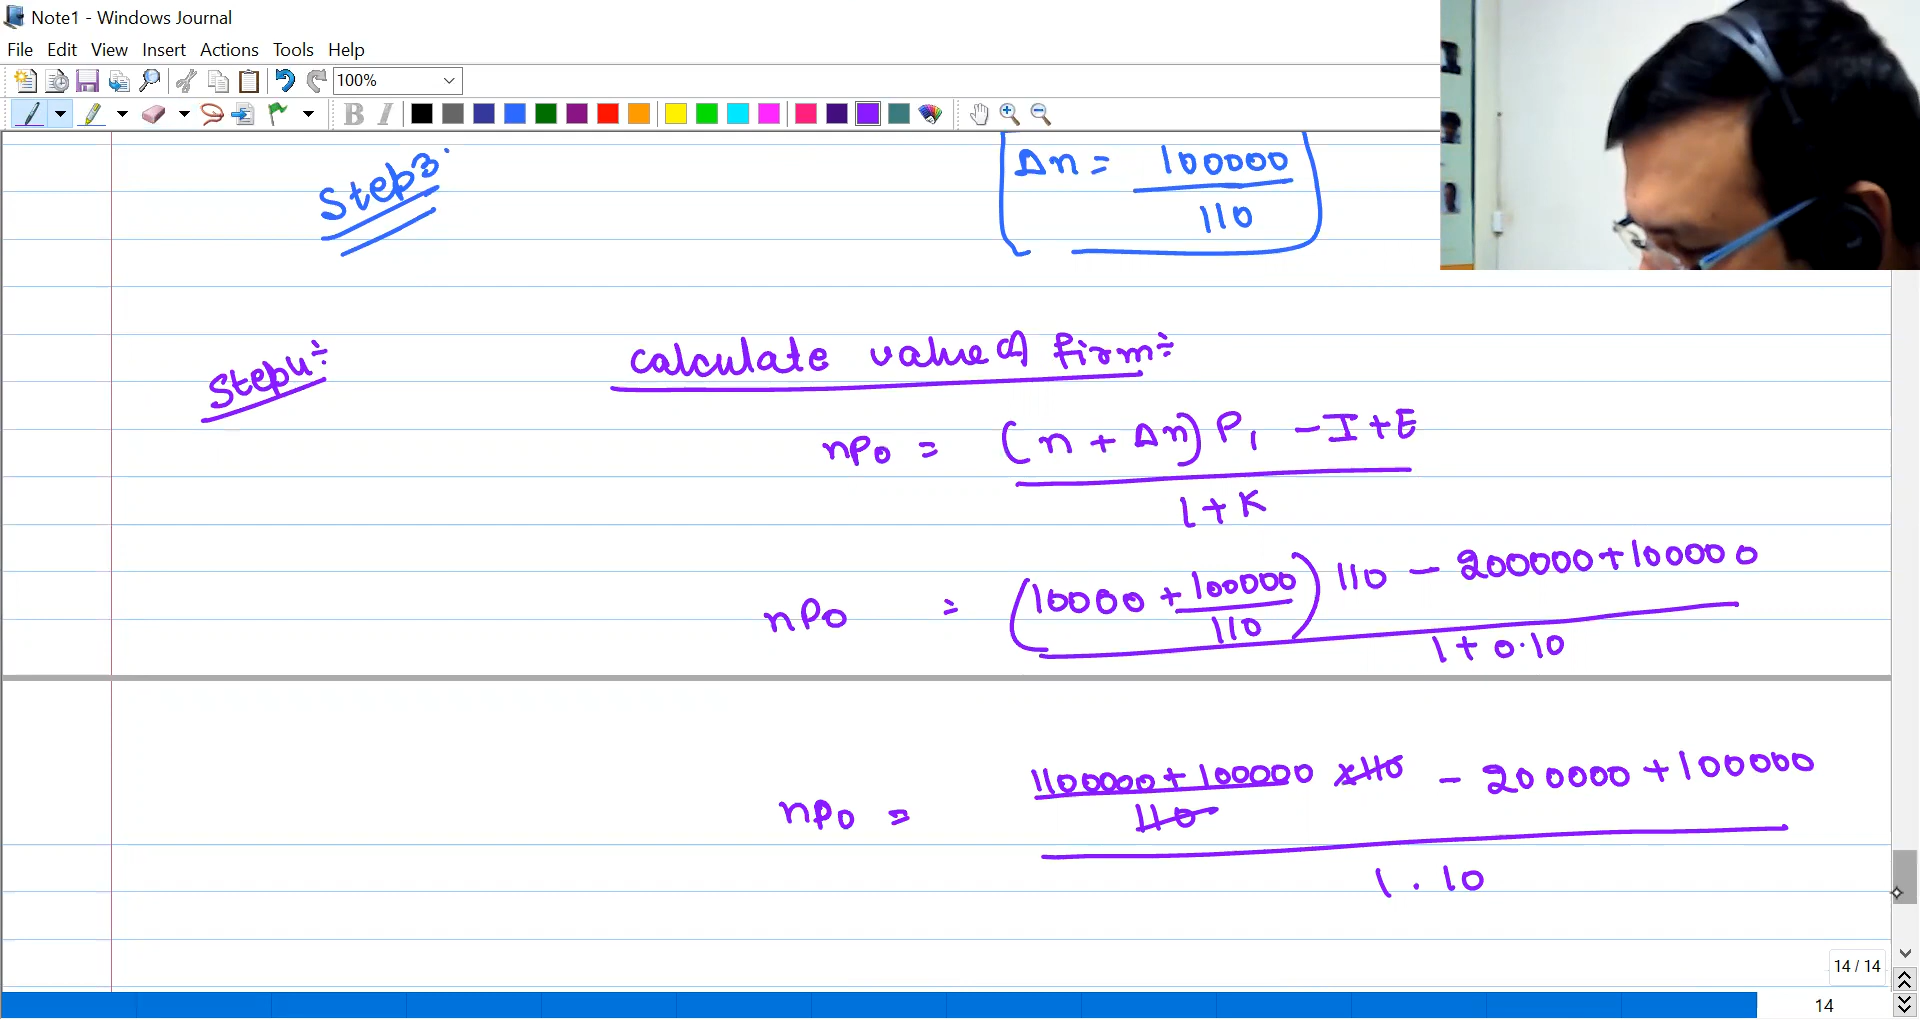 Note1 - Windows Journal
File Edit View Insert Actions Tools Help
100%
B I
Step3:
Δn = 100000
110
Step4:-
calculate value of firm:-
nP0 = (n + Δn) P1 - I + E
1 + K
nP0 = (10000 + 100000/110) 110 - 200000 + 100000
1 + 0.10
nP0 = 1100000 + 100000 x 110 - 200000 + 100000
110
1.10
14 / 14
14